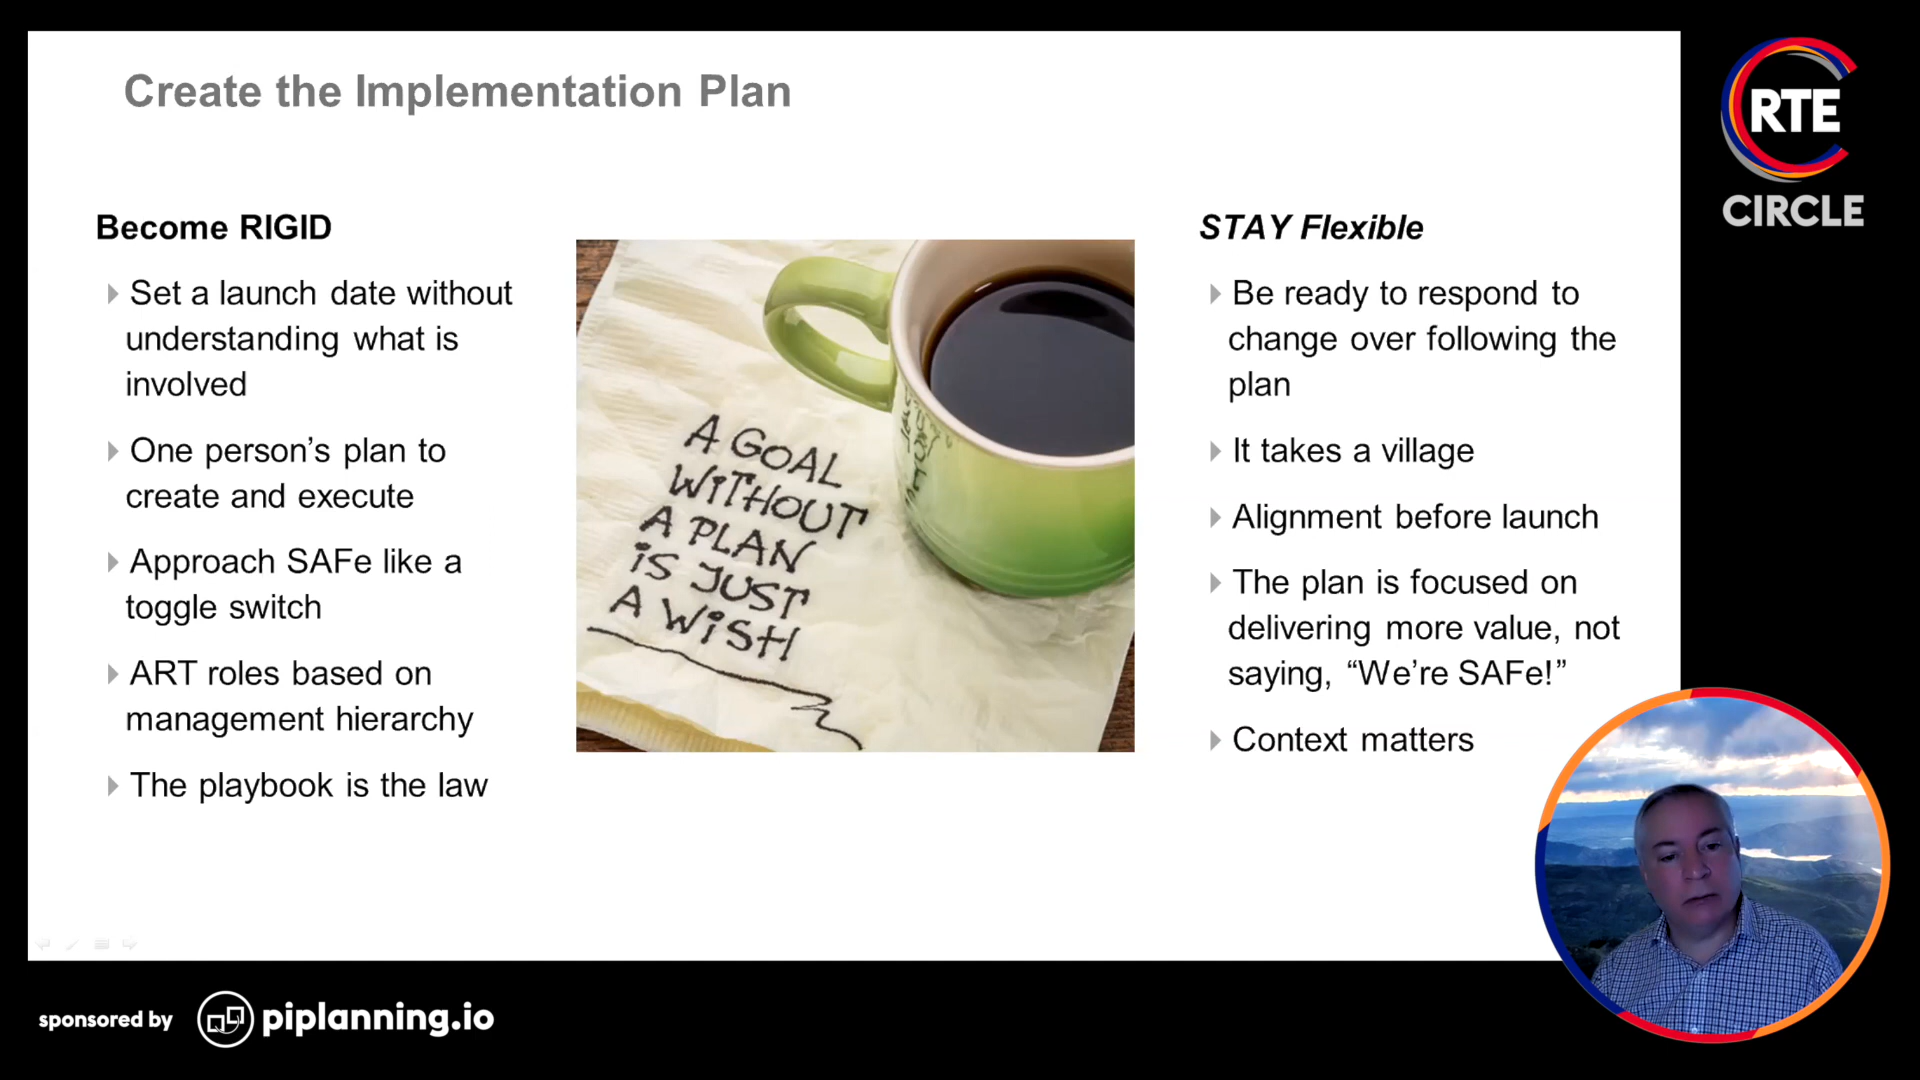 Create the Implementation Plan
RTE
CIRCLE
Become RIGID
Set a launch date without
understanding what is
involved
One person’s plan to
create and execute
Approach SAFe like a
toggle switch
ART roles based on
management hierarchy
The playbook is the law
A GOAL
WITHOUT
A PLAN
iS JUST
A WiSH
STAY Flexible
Be ready to respond to
change over following the
plan
It takes a village
Alignment before launch
The plan is focused on
delivering more value, not
saying, “We’re SAFe!”
Context matters
sponsored by
piplanning.io